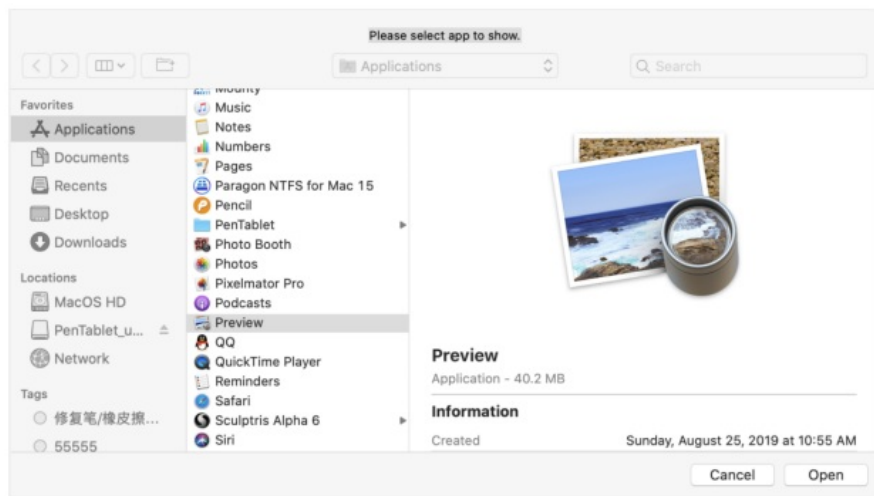 Please select app to show.
Applications
Search
Favorites
Applications
Documents
Recents
Desktop
Downloads
Locations
MacOS HD
PenTablet_u...
Network
Tags
修复笔/橡皮擦...
55555
Mounty
Music
Notes
Numbers
Pages
Paragon NTFS for Mac 15
Pencil
PenTablet
Photo Booth
Photos
Pixelmator Pro
Podcasts
Preview
QQ
QuickTime Player
Reminders
Safari
Sculptris Alpha 6
Siri
Preview
Application - 40.2 MB
Information
Created Sunday, August 25, 2019 at 10:55 AM
Cancel Open